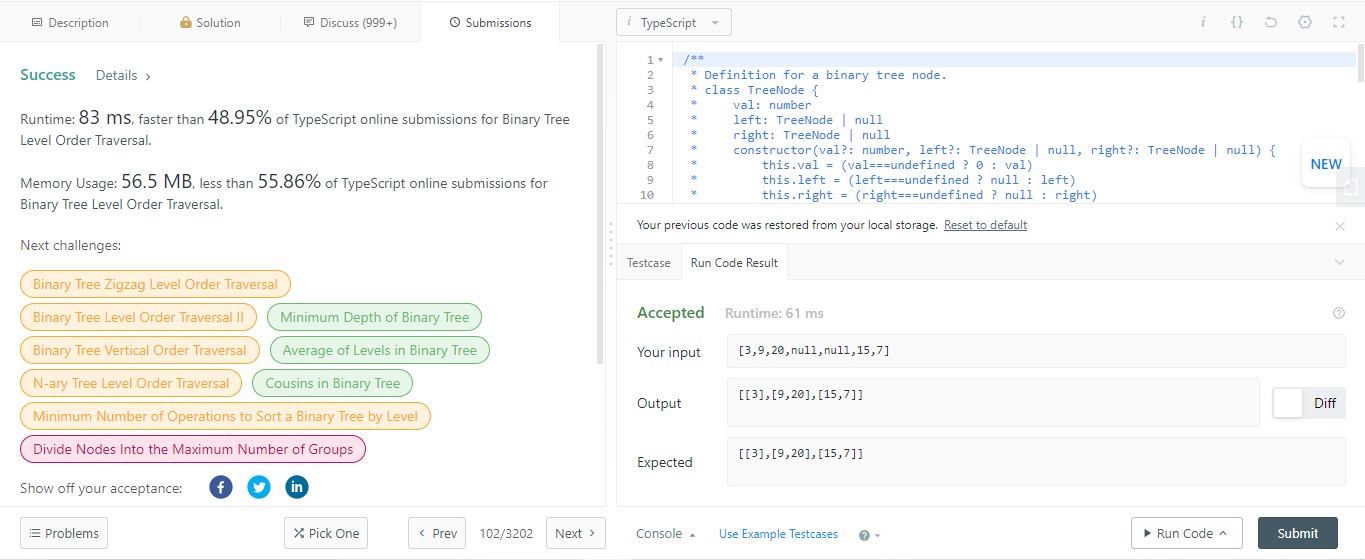 Description
Solution
Discuss (999+)
Submissions
Success Details >
Runtime: 83 ms, faster than 48.95% of TypeScript online submissions for Binary Tree
Level Order Traversal.
Memory Usage: 56.5 MB, less than 55.86% of TypeScript online submissions for
Binary Tree Level Order Traversal.
Next challenges:
Binary Tree Zigzag Level Order Traversal
Binary Tree Level Order Traversal II
Minimum Depth of Binary Tree
Binary Tree Vertical Order Traversal
Average of Levels in Binary Tree
N-ary Tree Level Order Traversal
Cousins in Binary Tree
Minimum Number of Operations to Sort a Binary Tree by Level
Divide Nodes Into the Maximum Number of Groups
Show off your acceptance:
Problems
Pick One
< Prev
102/3202
Next >
i TypeScript
i {}
1 /**
2 * Definition for a binary tree node.
3 * class TreeNode {
4 * val: number
5 * left: TreeNode | null
6 * right: TreeNode | null
7 * constructor(val?: number, left?: TreeNode | null, right?: TreeNode | null) {
8 * this.val = (val===undefined ? 0 : val)
9 * this.left = (left===undefined ? null : left)
10 * this.right = (right===undefined ? null : right)
NEW
Your previous code was restored from your local storage. Reset to default
Testcase
Run Code Result
Accepted Runtime: 61 ms
Your input
[3,9,20,null,null,15,7]
Output
[[3],[9,20],[15,7]]
Diff
Expected
[[3],[9,20],[15,7]]
Console
Use Example Testcases
Run Code
Submit